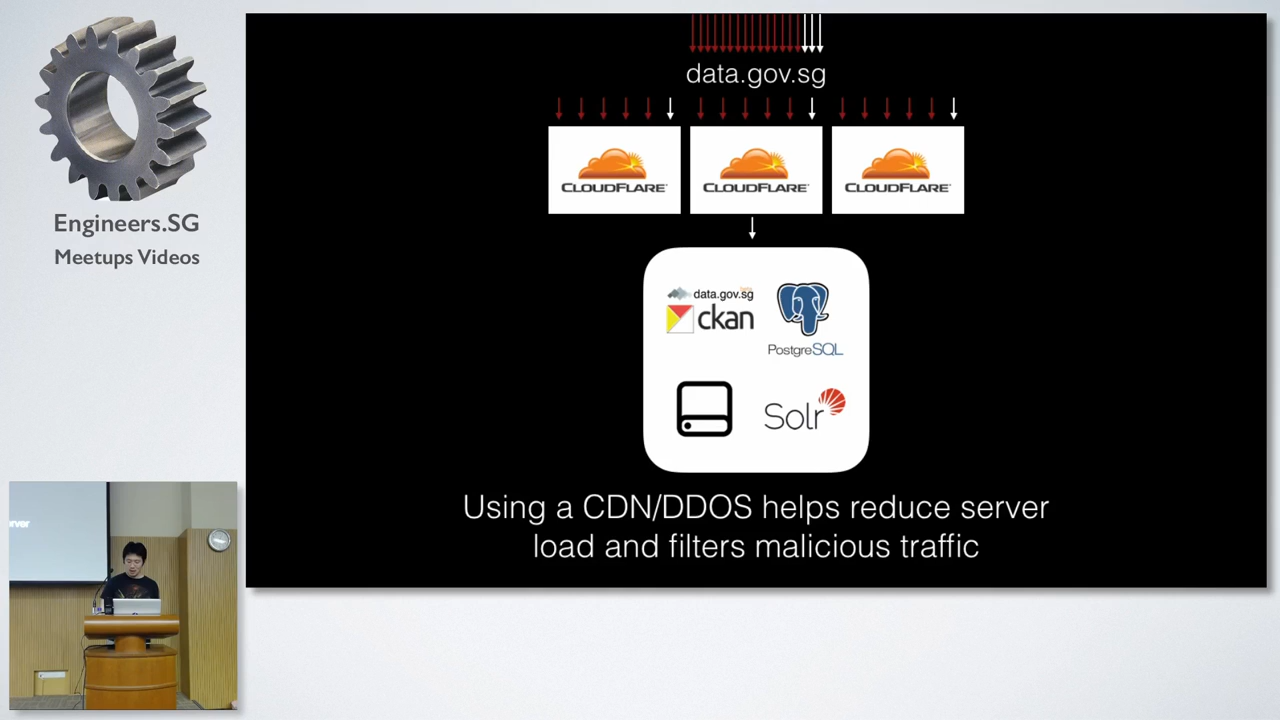 Engineers.SG
Meetups Videos
data.gov.sg
CLOUDFLARE
CLOUDFLARE
CLOUDFLARE
data.gov.sg
ckan
PostgreSQL
Solr
Using a CDN/DDOS helps reduce server
load and filters malicious traffic